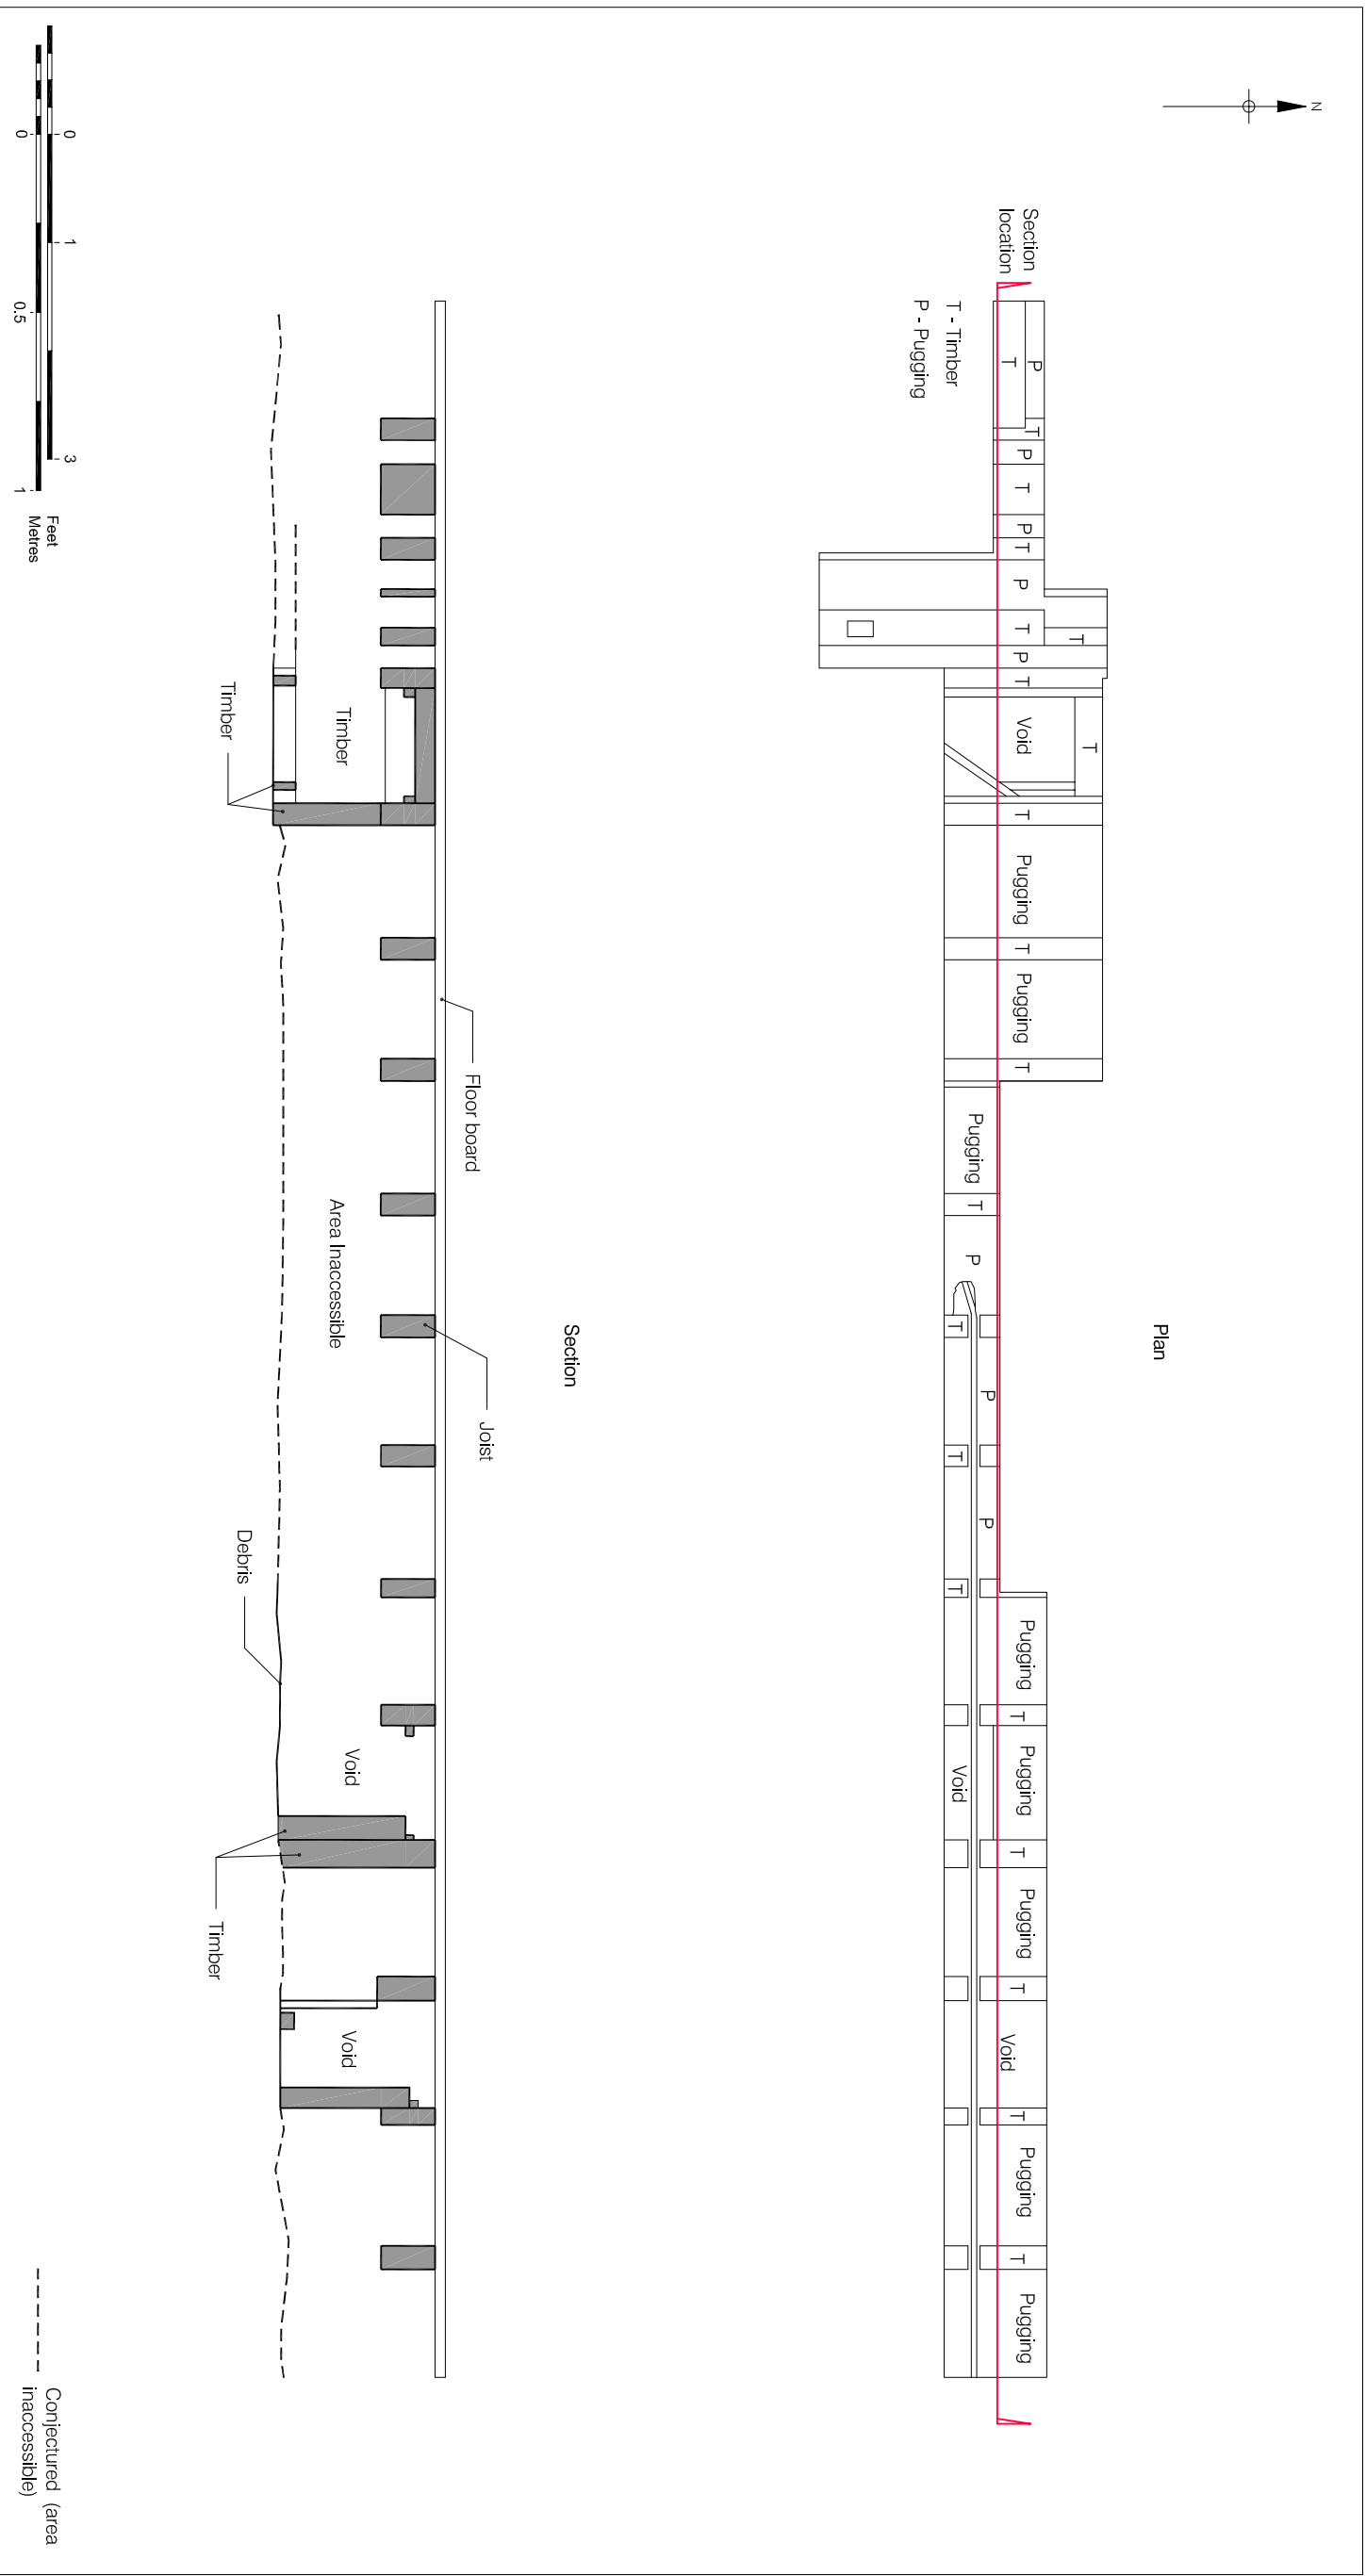 N
Plan
T
T
Section
location
P
T
T
P
T
P
T
P
T
P
T
Void
T
Pugging
T
Pugging
T
Pugging
T
P
T
P
T
P
T
Pugging
T
Pugging
Void
T
Pugging
T
Void
T
Pugging
T
Pugging
T - Timber
P - Pugging
Section
Joist
Floor board
Timber
Area Inaccessible
Void
Void
Timber
Debris
Timber
0
1
3
Feet
0
0.5
1
Metres
Conjectured (area
inaccessible)